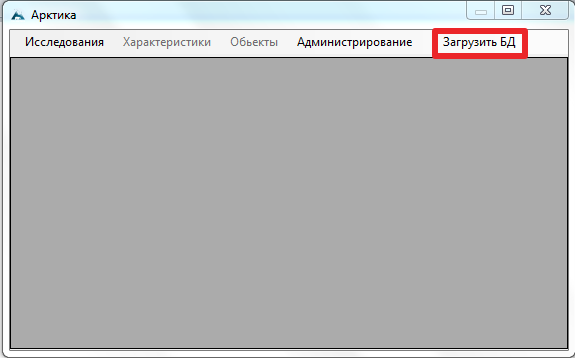 Арктика
Исследования Характеристики Обьекты Администрирование Загрузить БД